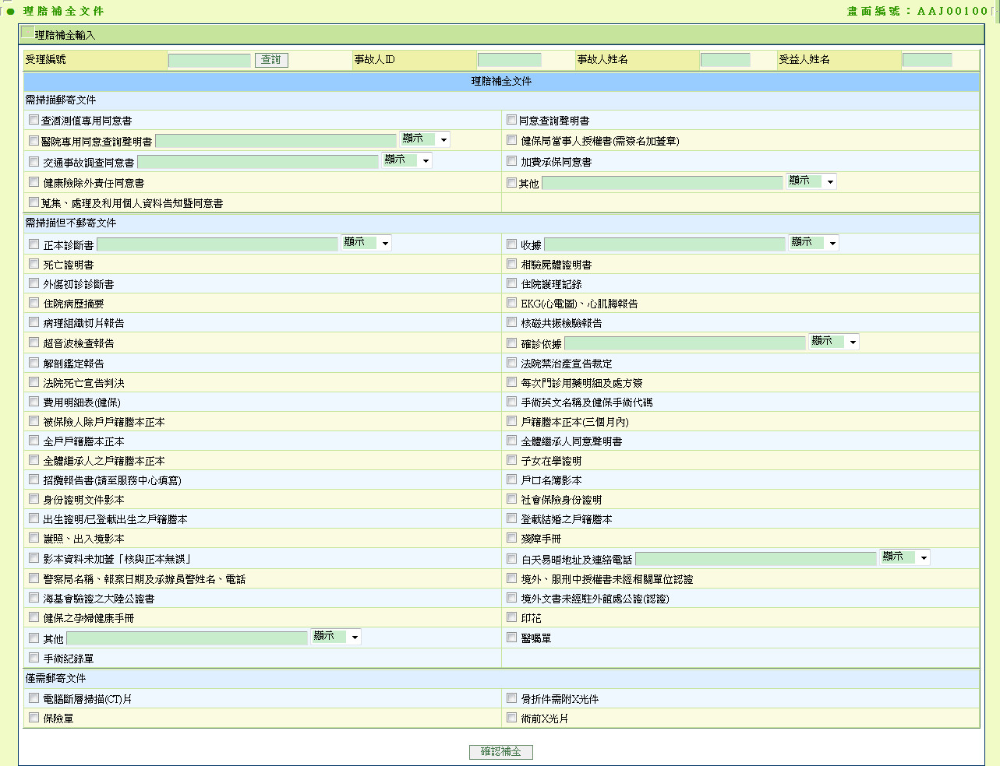 理賠補全文件 畫面編號：AAJ00100
理賠補全輸入
受理編號 查詢 事故人ID 事故人姓名 受益人姓名
理賠補全文件
需掃描郵寄文件
查酒測值專用同意書 同意查詢聲明書
醫院專用同意查詢聲明書 顯示 健保局當事人授權書(需簽名加蓋章)
交通事故調查同意書 顯示 加費承保同意書
健康險除外責任同意書 其他 顯示
蒐集、處理及利用個人資料告知暨同意書
需掃描但不郵寄文件
正本診斷書 顯示 收據 顯示
死亡證明書 相驗屍體證明書
外傷初診診斷書 住院護理記錄
住院病歷摘要 EKG(心電圖)、心肌脢報告
病理組織切片報告 核磁共振檢驗報告
超音波檢查報告 確診依據 顯示
解剖鑑定報告 法院禁治產宣告裁定
法院死亡宣告判決 每次門診用藥明細及處方簽
費用明細表(健保) 手術英文名稱及健保手術代碼
被保險人除戶戶籍謄本正本 戶籍謄本正本(三個月內)
全戶戶籍謄本正本 全體繼承人同意聲明書
全體繼承人之戶籍謄本正本 子女在學證明
招攬報告書(請至服務中心填寫) 戶口名簿影本
身份證明文件影本 社會保險身份證明
出生證明/已登載出生之戶籍謄本 登載結婚之戶籍謄本
護照、出入境影本 殘障手冊
影本資料未加蓋「核與正本無誤」 白天易晤地址及連絡電話 顯示
警察局名稱、報案日期及承辦員警姓名、電話 境外、服刑中授權書未經相關單位認證
海基會驗證之大陸公證書 境外文書未經駐外館處公證(認證)
健保之孕婦健康手冊 印花
其他 顯示 醫囑單
手術紀錄單
僅需郵寄文件
電腦斷層掃描(CT)片 骨折件需附X光件
保險單 術前X光片
確認補全